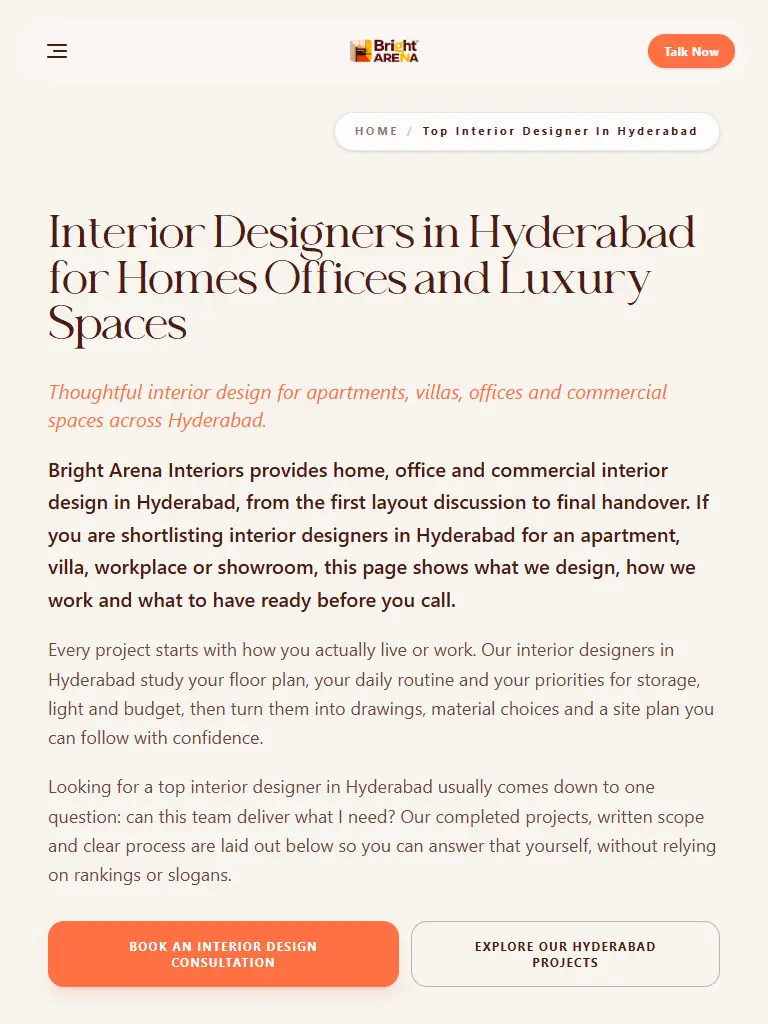 Bright
ARENA
Talk Now
HOME / Top Interior Designer In Hyderabad
Interior Designers in Hyderabad
for Homes Offices and Luxury
Spaces
Thoughtful interior design for apartments, villas, offices and commercial
spaces across Hyderabad.
Bright Arena Interiors provides home, office and commercial interior
design in Hyderabad, from the first layout discussion to final handover. If
you are shortlisting interior designers in Hyderabad for an apartment,
villa, workplace or showroom, this page shows what we design, how we
work and what to have ready before you call.
Every project starts with how you actually live or work. Our interior designers in
Hyderabad study your floor plan, your daily routine and your priorities for storage,
light and budget, then turn them into drawings, material choices and a site plan you
can follow with confidence.
Looking for a top interior designer in Hyderabad usually comes down to one
question: can this team deliver what I need? Our completed projects, written scope
and clear process are laid out below so you can answer that yourself, without relying
on rankings or slogans.
BOOK AN INTERIOR DESIGN
CONSULTATION
EXPLORE OUR HYDERABAD
PROJECTS